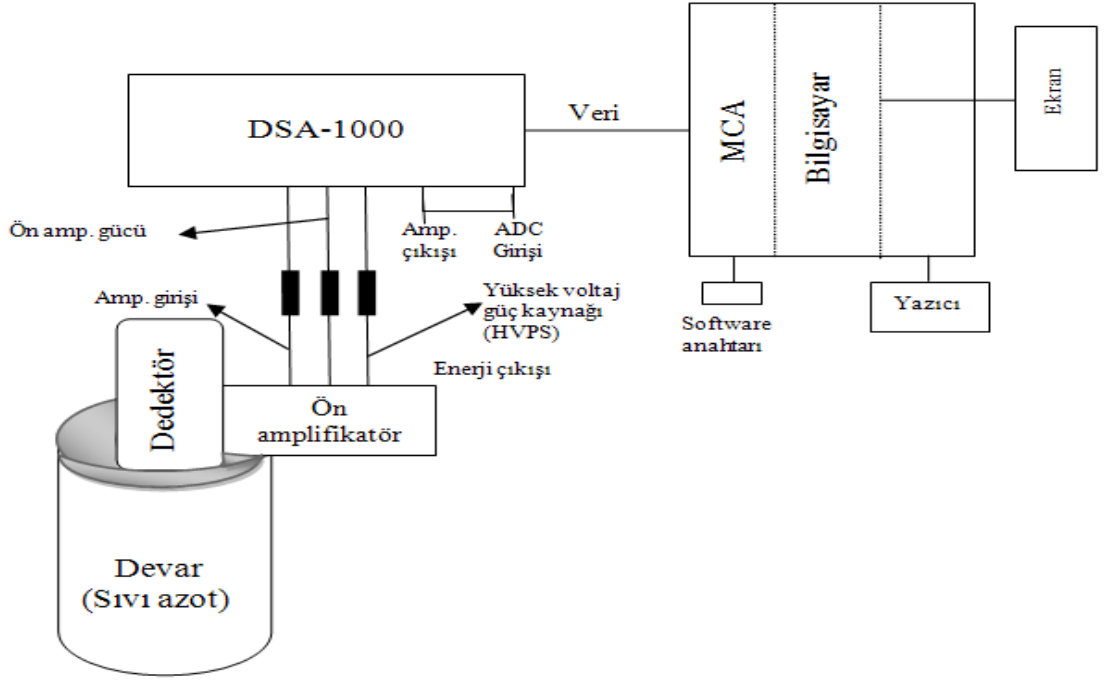 DSA-1000
Veri
MCA
Bilgisayar
Ekran
Ön amp. gücü
Amp.
çıkışı
ADC
Girişi
Amp. girişi
Yüksek voltaj
güç kaynağı
(HVPS)
Enerji çıkışı
Software
anahtarı
Yazıcı
Dedektör
Ön
amplifikatör
Devar
(Sıvı azot)